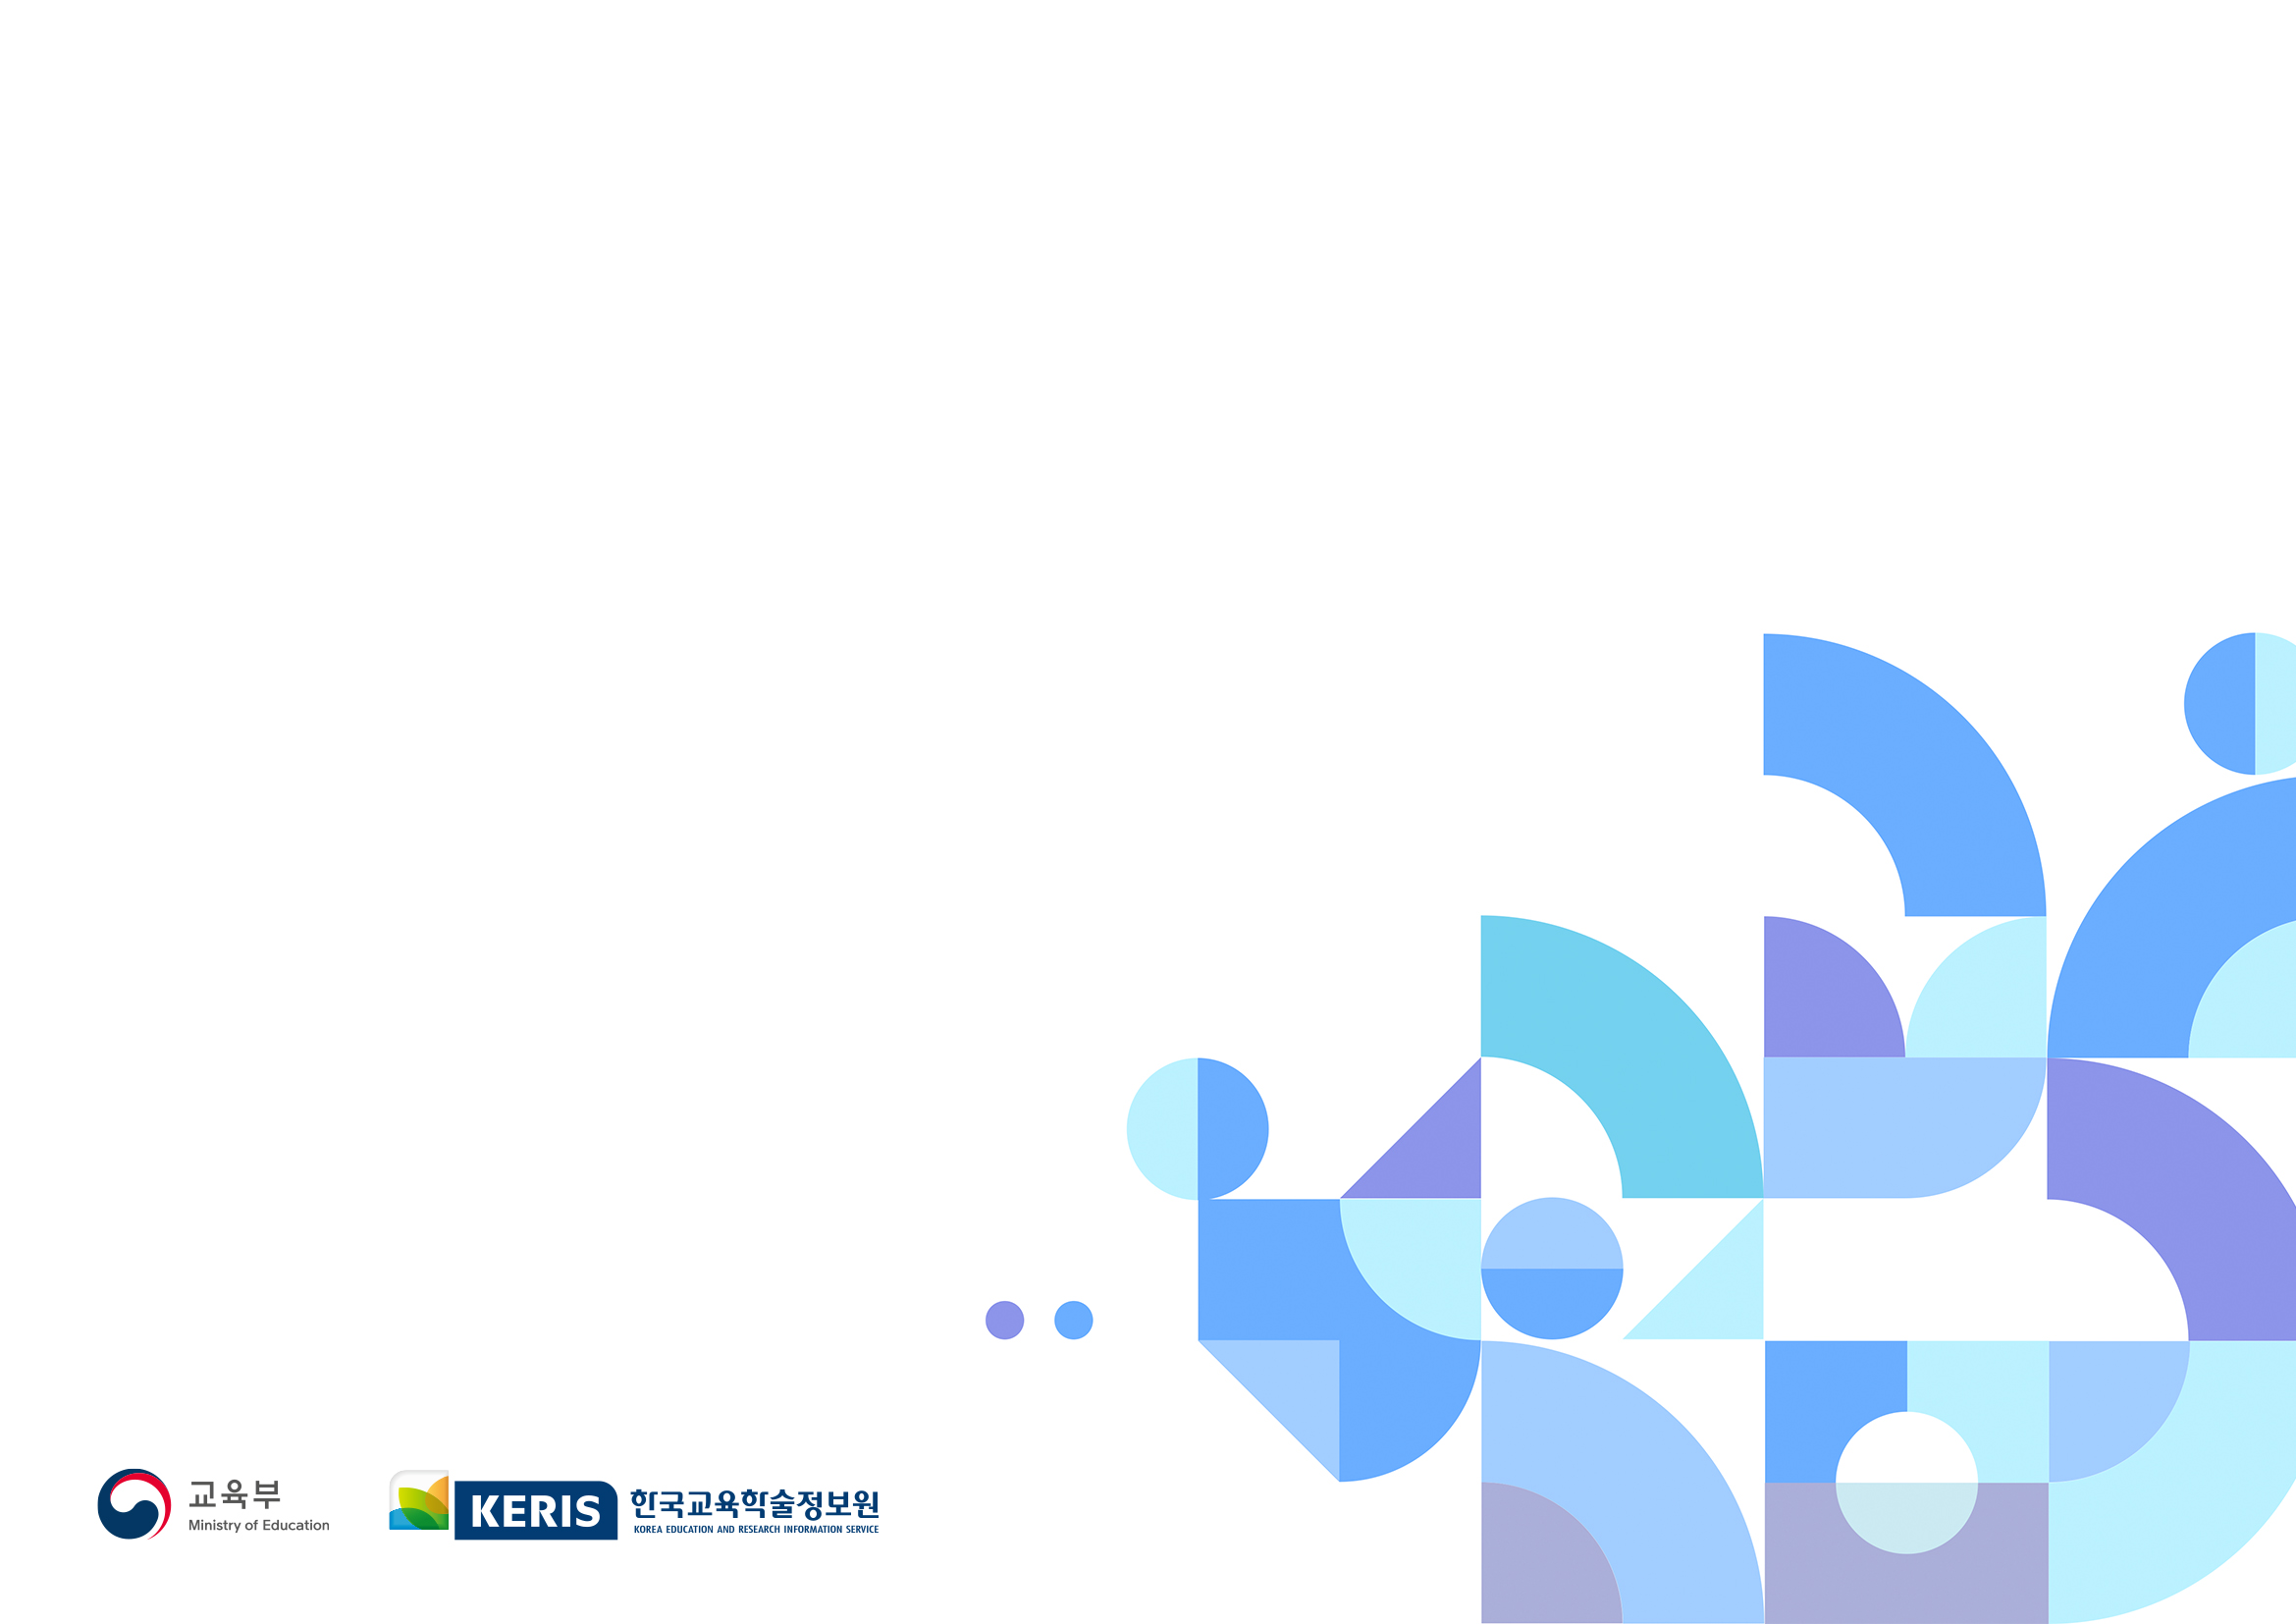 교육부
Ministry of Education
KERIS
한국교육학술정보원
KOREA EDUCATION AND RESEARCH INFORMATION SERVICE